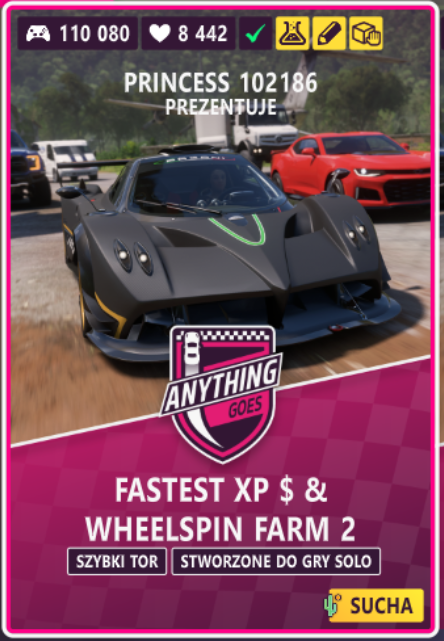 110 080 8 442
PRINCESS 102186
PREZENTUJE
ANYTHING
GOES
FASTEST XP $ &
WHEELSPIN FARM 2
SZYBKI TOR STWORZONE DO GRY SOLO
SUCHA